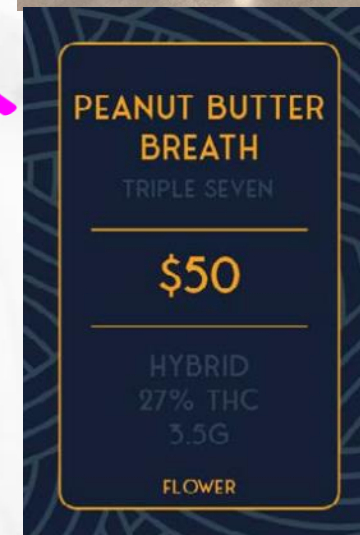 PEANUT BUTTER
BREATH
TRIPLE SEVEN
$50
HYBRID
27% THC
3.5G
FLOWER